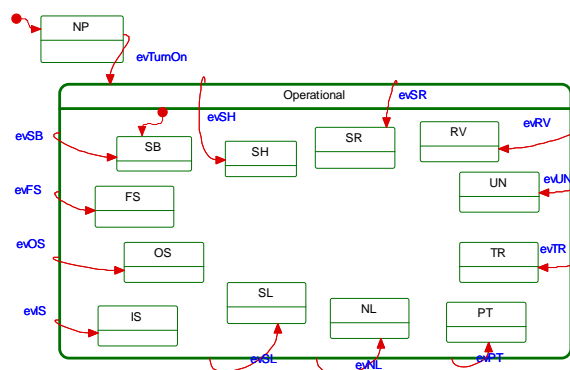 NP
evTurnOn
Operational
evSR
evSH
evRV
evSB
SB
SH
SR
RV
evUN
UN
evFS
FS
evOS
OS
evTR
TR
evIS
IS
SL
NL
PT
evSL
evNL
evPT